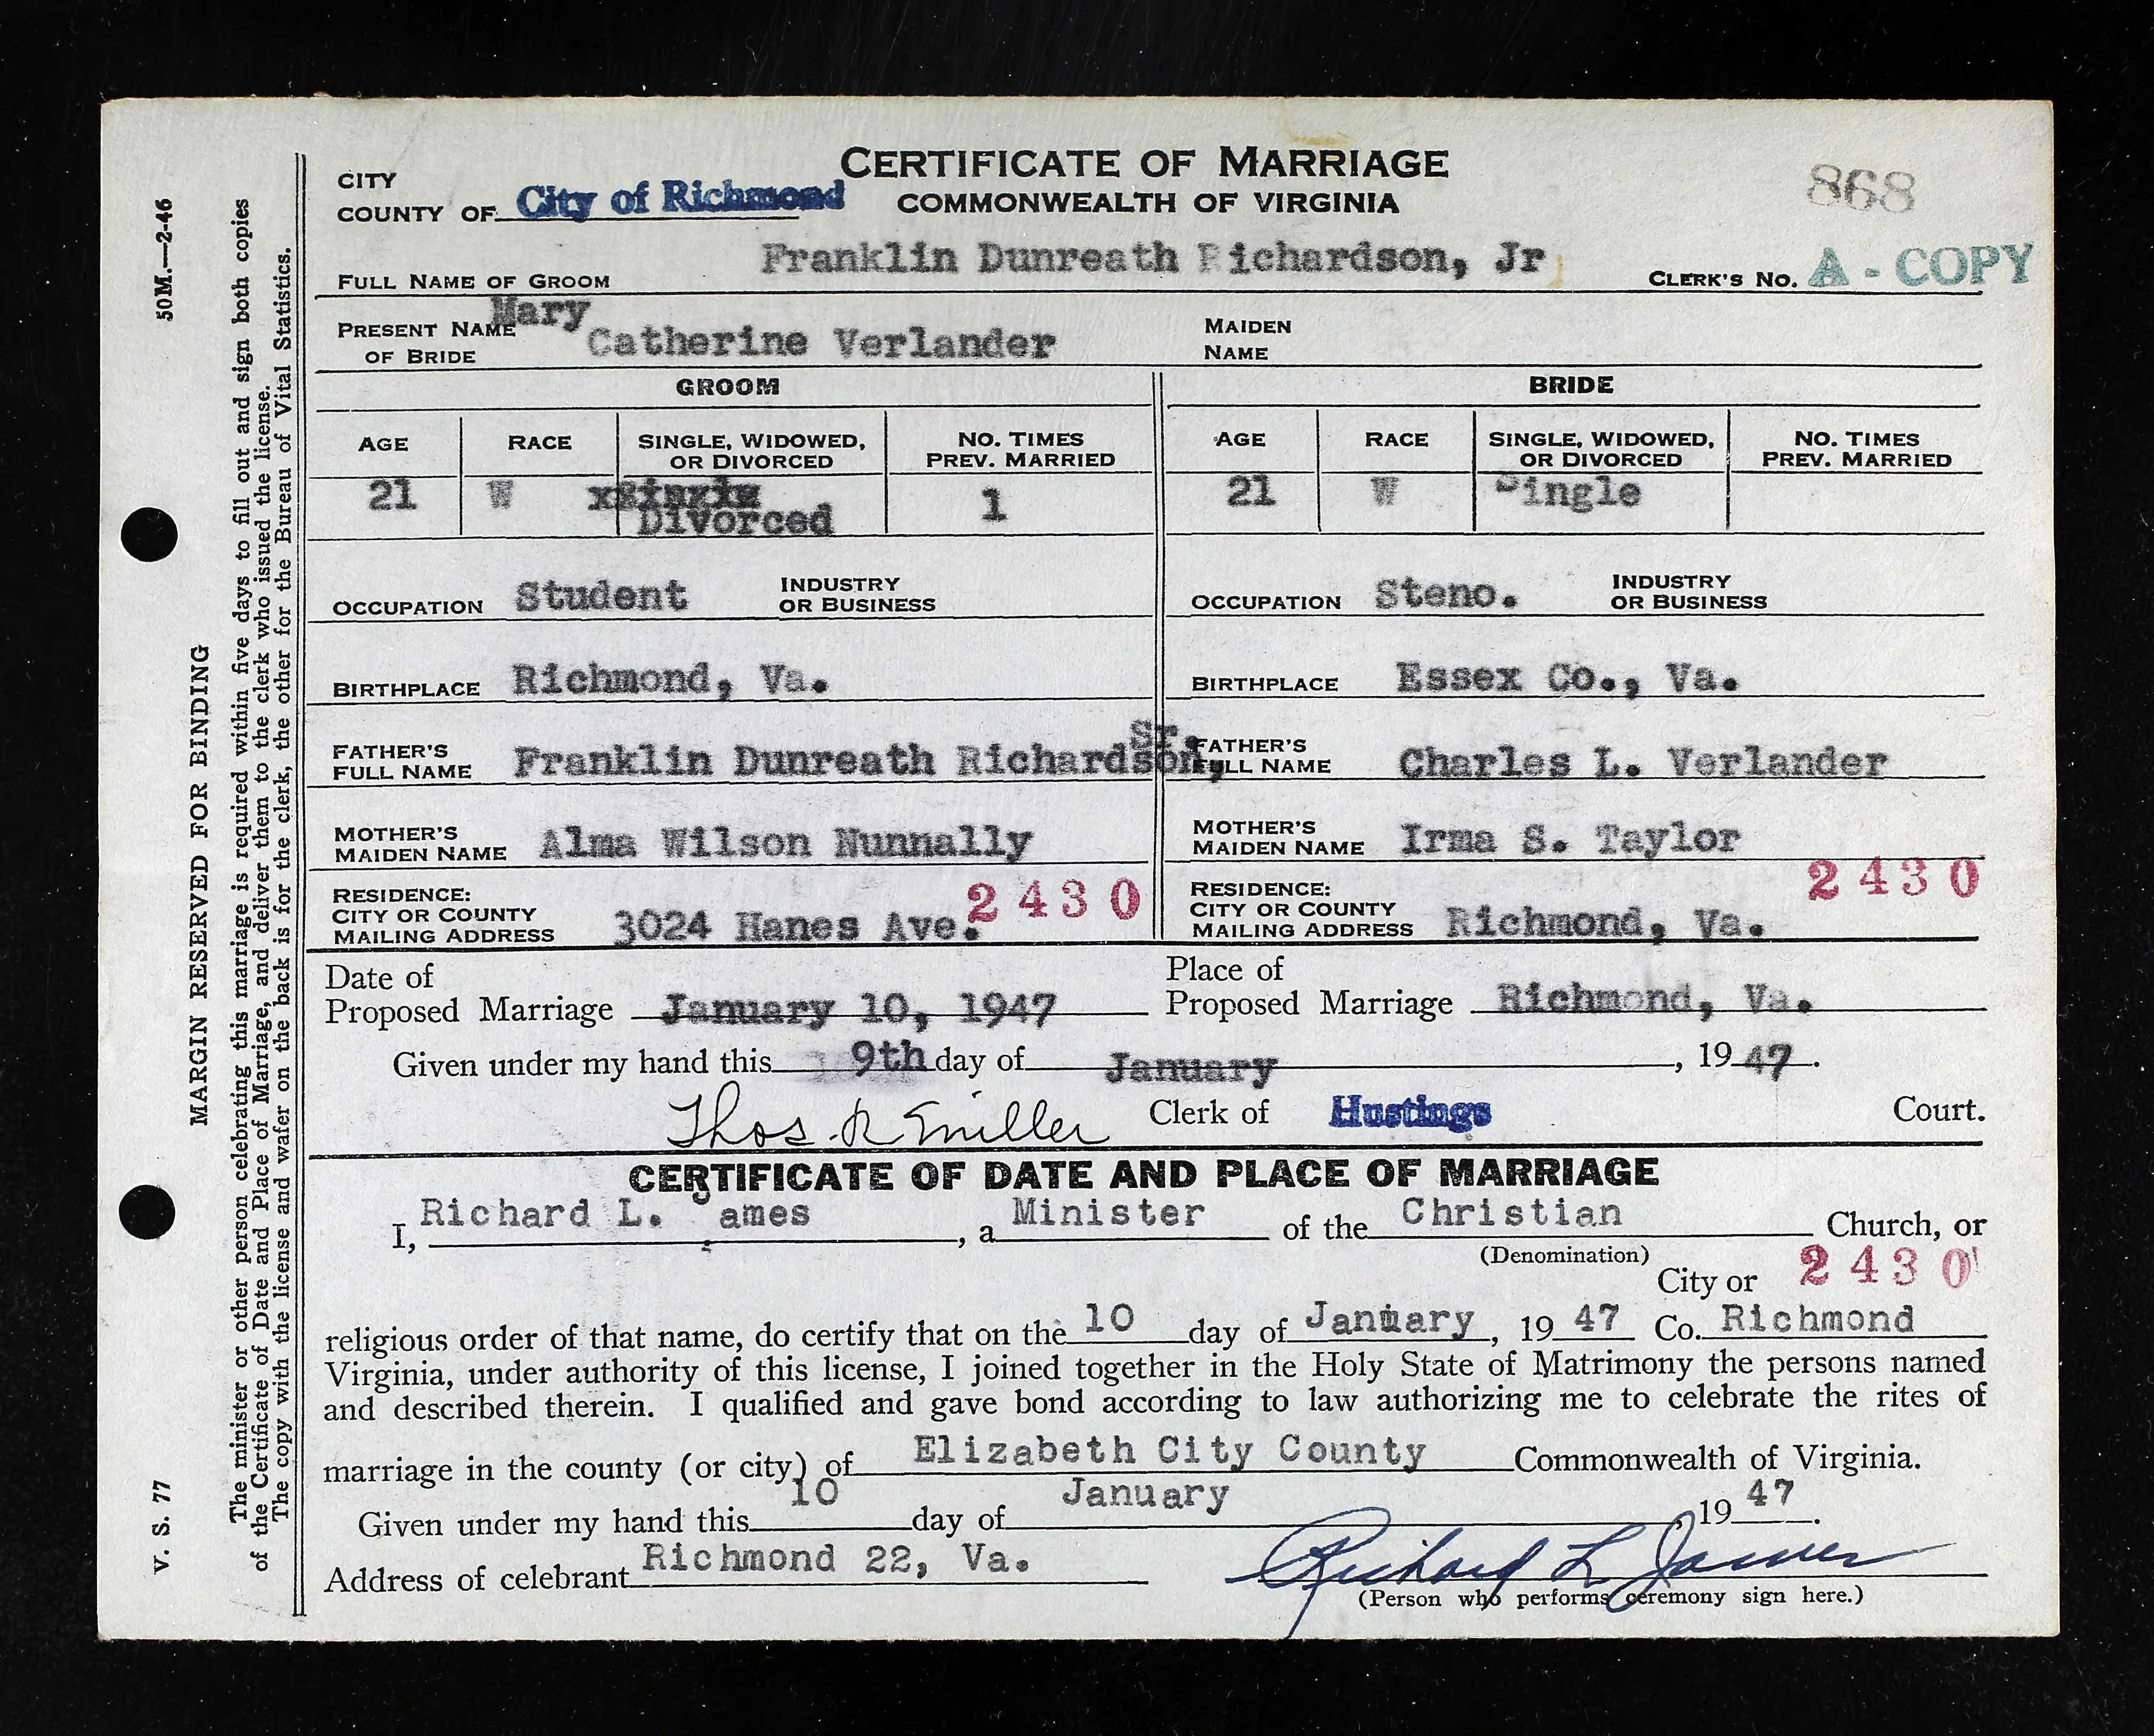 CERTIFICATE OF MARRIAGE
COMMONWEALTH OF VIRGINIA
868
CITY
COUNTY OF City of Richmond
FULL NAME OF GROOM Franklin Dunreath Richardson, Jr CLERK'S NO. A - COPY
PRESENT NAME OF BRIDE Mary Catherine Verlander MAIDEN NAME
GROOM BRIDE
AGE RACE SINGLE, WIDOWED, OR DIVORCED NO. TIMES PREV. MARRIED AGE RACE SINGLE, WIDOWED, OR DIVORCED NO. TIMES PREV. MARRIED
21 W Divorced 1 21 W Single
OCCUPATION Student INDUSTRY OR BUSINESS OCCUPATION Steno. INDUSTRY OR BUSINESS
BIRTHPLACE Richmond, Va. BIRTHPLACE Essex Co., Va.
FATHER'S FULL NAME Franklin Dunreath Richardson, Sr. FATHER'S FULL NAME Charles L. Verlander
MOTHER'S MAIDEN NAME Alma Wilson Nunnally MOTHER'S MAIDEN NAME Irma S. Taylor
RESIDENCE: CITY OR COUNTY MAILING ADDRESS 3024 Hanes Ave. 2430 RESIDENCE: CITY OR COUNTY MAILING ADDRESS Richmond, Va. 2430
Date of Proposed Marriage January 10, 1947 Place of Proposed Marriage Richmond, Va.
Given under my hand this 9th day of January, 1947.
Thos. R Miller Clerk of Hustings Court.
CERTIFICATE OF DATE AND PLACE OF MARRIAGE
I, Richard L. James, a Minister of the Christian Church, or
(Denomination)
City or 2430
religious order of that name, do certify that on the 10 day of January, 1947 Co. Richmond
Virginia, under authority of this license, I joined together in the Holy State of Matrimony the persons named
and described therein. I qualified and gave bond according to law authorizing me to celebrate the rites of
marriage in the county (or city) of Elizabeth City County Commonwealth of Virginia.
Given under my hand this 10 day of January, 1947.
Address of celebrant Richmond 22, Va. Richard L James
(Person who performs ceremony sign here.)
V. S. 77 50M.—2-46
MARGIN RESERVED FOR BINDING
The minister or other person celebrating this marriage is required within five days to fill out and sign both copies
of the Certificate of Date and Place of Marriage, and deliver them to the clerk who issued the license.
The copy with the license and wafer on the back is for the clerk, the other for the Bureau of Vital Statistics.